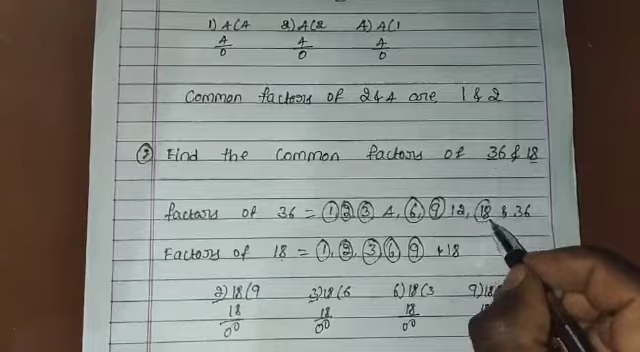 1) 4(4 2) 4(2 4) 4(1
4 4 4
0 0 0
Common factors of 2 & 4 are 1 & 2
③ Find the common factors of 36 & 18
factors of 36 = 1 2 3 4, 6, 9 12, 18 & 36
Factors of 18 = 1, 2, 3, 6 9 & 18
2) 18 (9 3) 18 (6 6) 18 (3 9) 18
18 18 18
00 00 00